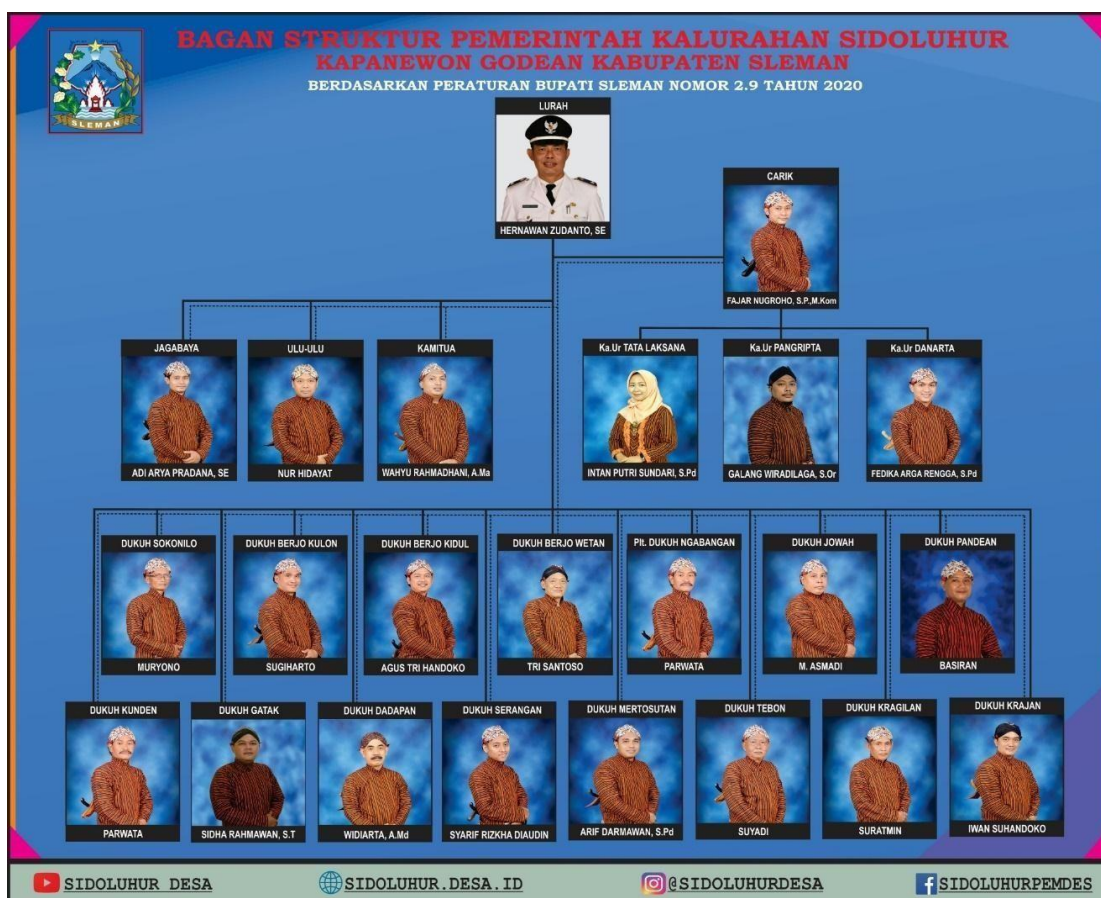 BAGAN STRUKTUR PEMERINTAH KALURAHAN SIDOLUHUR
KAPANEWON GODEAN KABUPATEN SLEMAN
BERDASARKAN PERATURAN BUPATI SLEMAN NOMOR 2.9 TAHUN 2020
SLEMAN
LURAH
HERNAWAN ZUDANTO, SE
CARIK
FAJAR NUGROHO, S.P.,M.Kom
JAGABAYA
ADI ARYA PRADANA, SE
ULU-ULU
NUR HIDAYAT
KAMITUA
WAHYU RAHMADHANI, A.Ma
Ka.Ur TATA LAKSANA
INTAN PUTRI SUNDARI, S.Pd
Ka.Ur PANGRIPTA
GALANG WIRADILAGA, S.Or
Ka.Ur DANARTA
FEDIKA ARGA RENGGA, S.Pd
DUKUH SOKONILO
MURYONO
DUKUH BERJO KULON
SUGIHARTO
DUKUH BERJO KIDUL
AGUS TRI HANDOKO
DUKUH BERJO WETAN
TRI SANTOSO
Plt. DUKUH NGABANGAN
PARWATA
DUKUH JOWAH
M. ASMADI
DUKUH PANDEAN
BASIRAN
DUKUH KUNDEN
PARWATA
DUKUH GATAK
SIDHA RAHMAWAN, S.T
DUKUH DADAPAN
WIDIARTA, A.Md
DUKUH SERANGAN
SYARIF RIZKHA DIAUDIN
DUKUH MERTOSUTAN
ARIF DARMAWAN, S.Pd
DUKUH TEBON
SUYADI
DUKUH KRAGILAN
SURATMIN
DUKUH KRAJAN
IWAN SUHANDOKO
SIDOLUHUR DESA
SIDOLUHUR.DESA.ID
@SIDOLUHURDESA
SIDOLUHURPEMDES